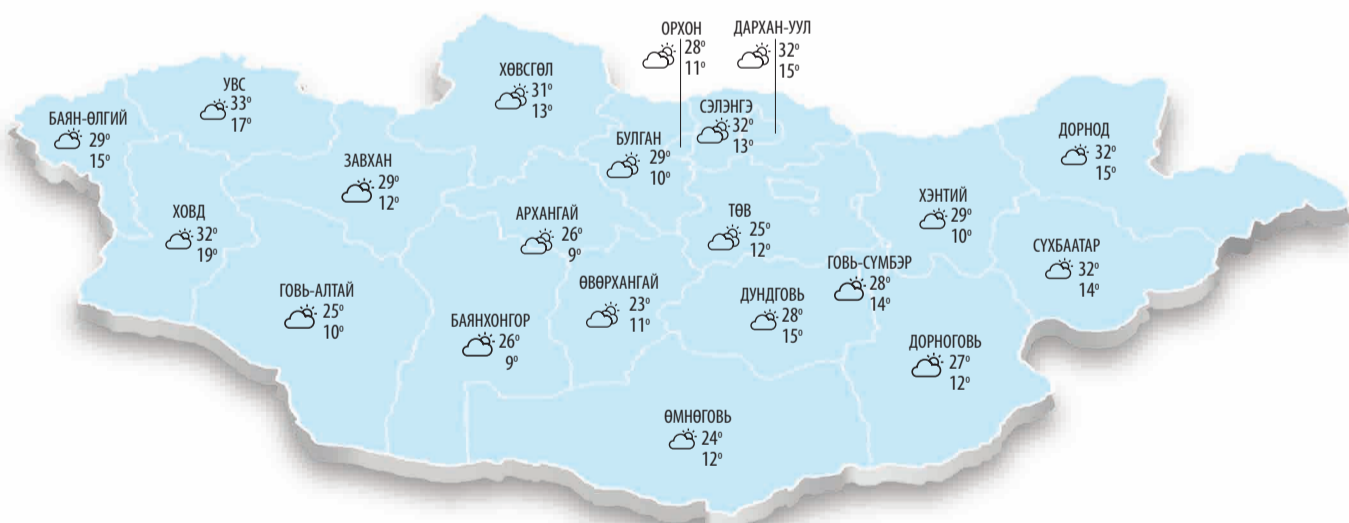 ОРХОН
28°
11°
ДАРХАН-УУЛ
32°
15°
ХӨВСГӨЛ
31°
13°
УВС
33°
17°
СЭЛЭНГЭ
32°
13°
БАЯН-ӨЛГИЙ
29°
15°
ДОРНОД
32°
15°
БУЛГАН
29°
10°
ЗАВХАН
29°
12°
ХЭНТИЙ
29°
10°
ХОВД
32°
19°
АРХАНГАЙ
26°
9°
ТӨВ
25°
12°
СҮХБААТАР
32°
14°
ГОВЬ-СҮМБЭР
28°
14°
ӨВӨРХАНГАЙ
23°
11°
ГОВЬ-АЛТАЙ
25°
10°
ДУНДГОВЬ
28°
15°
БАЯНХОНГОР
26°
9°
ДОРНОГОВЬ
27°
12°
ӨМНӨГОВЬ
24°
12°